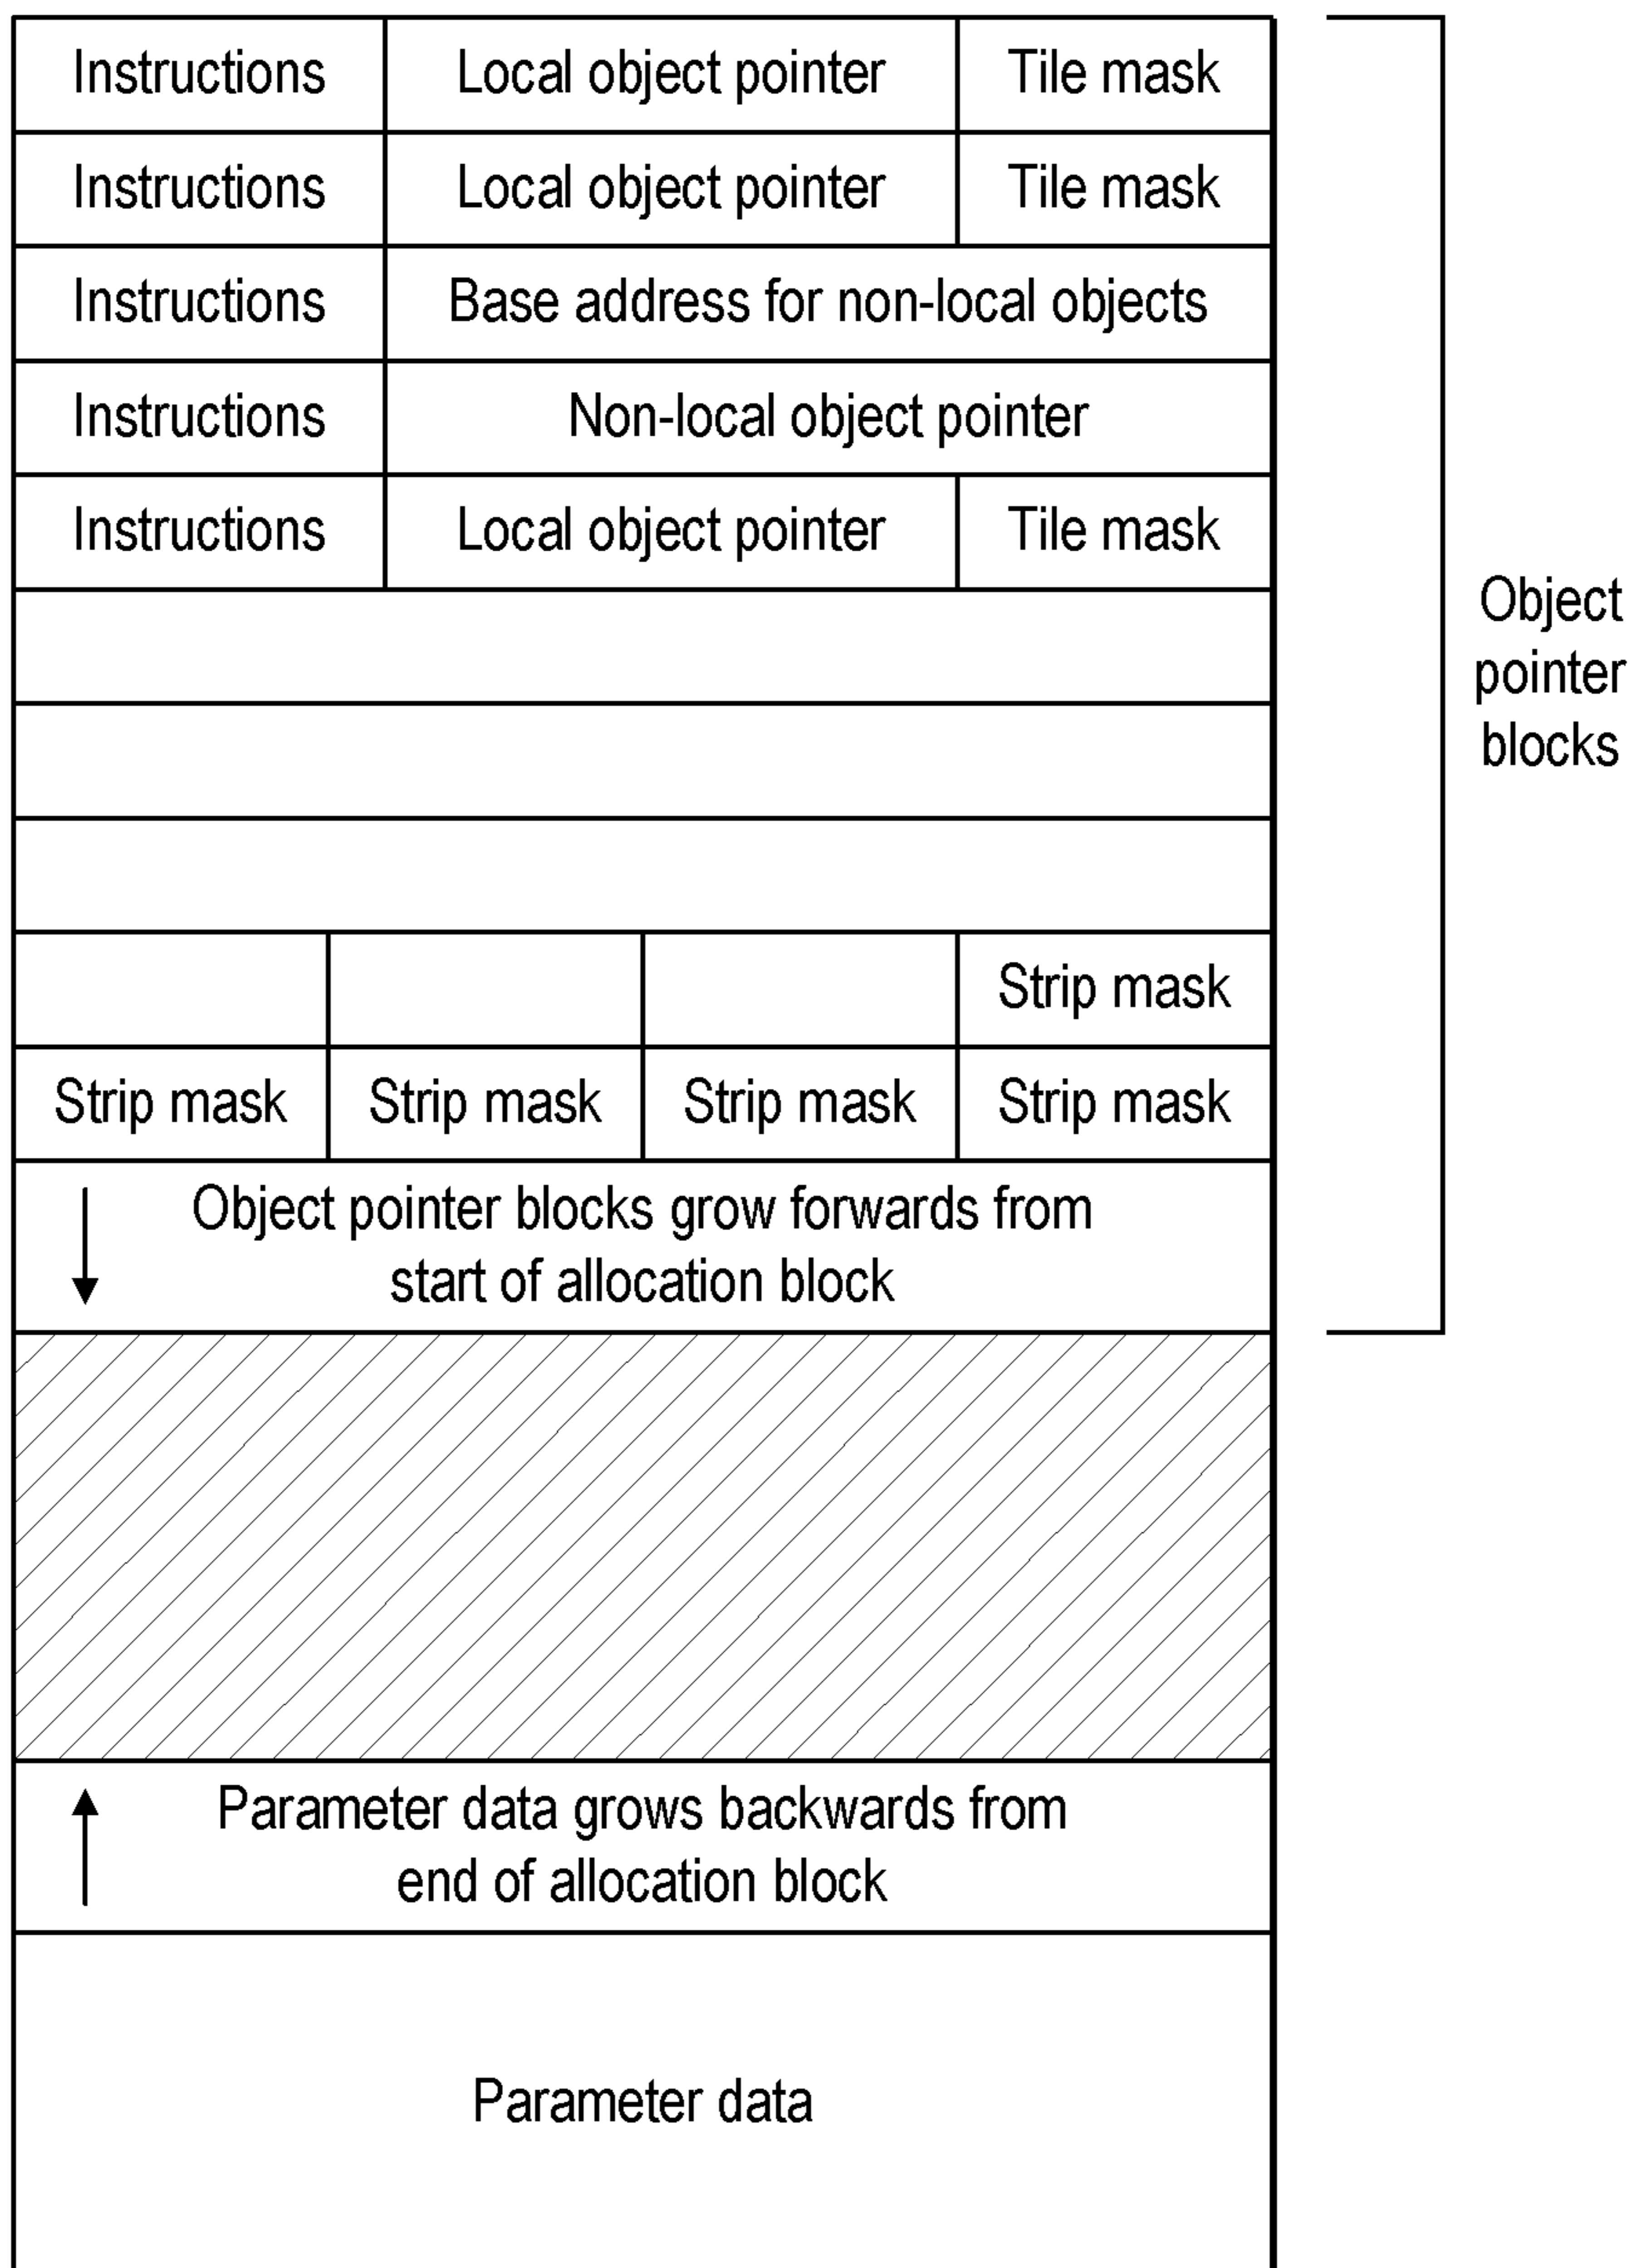 Instructions Local object pointer Tile mask
Instructions Local object pointer Tile mask
Instructions Base address for non-local objects
Instructions Non-local object pointer
Instructions Local object pointer Tile mask
Object
pointer
blocks
Strip mask
Strip mask Strip mask Strip mask Strip mask
Object pointer blocks grow forwards from
start of allocation block
Parameter data grows backwards from
end of allocation block
Parameter data